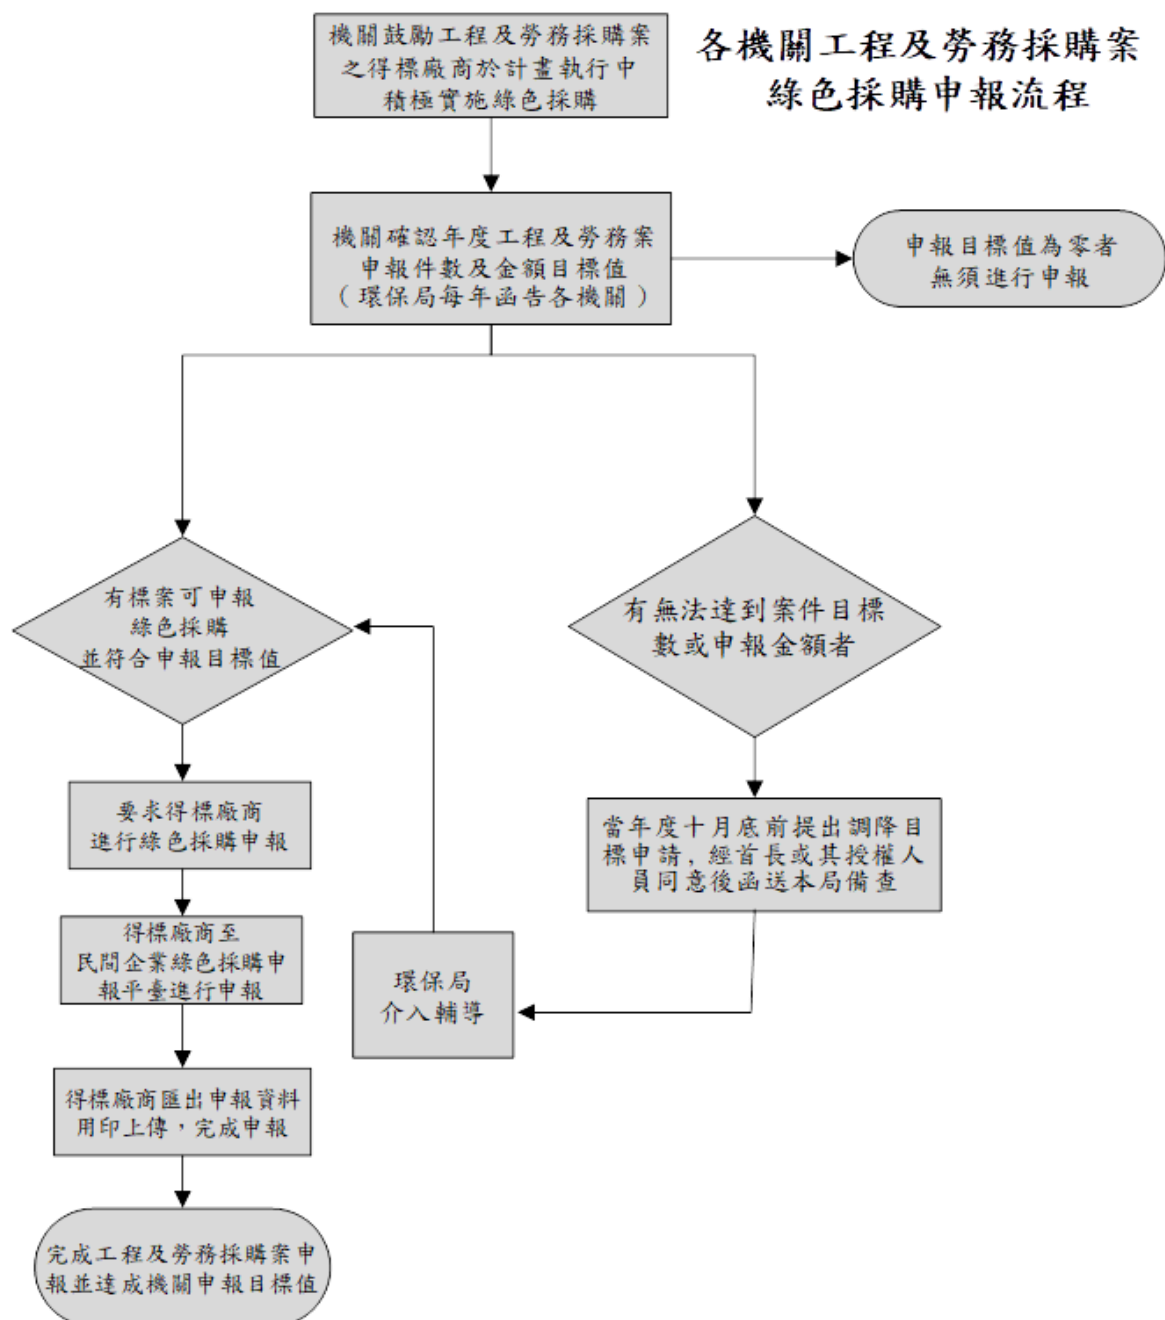 各機關工程及勞務採購案
綠色採購申報流程
機關鼓勵工程及勞務採購案
之得標廠商於計畫執行中
積極實施綠色採購
機關確認年度工程及勞務案
申報件數及金額目標值
（環保局每年函告各機關）
申報目標值為零者
無須進行申報
有標案可申報
綠色採購
並符合申報目標值
有無法達到案件目標
數或申報金額者
要求得標廠商
進行綠色採購申報
當年度十月底前提出調降目
標申請，經首長或其授權人
員同意後函送本局備查
得標廠商至
民間企業綠色採購申
報平臺進行申報
環保局
介入輔導
得標廠商匯出申報資料
用印上傳，完成申報
完成工程及勞務採購案申
報並達成機關申報目標值